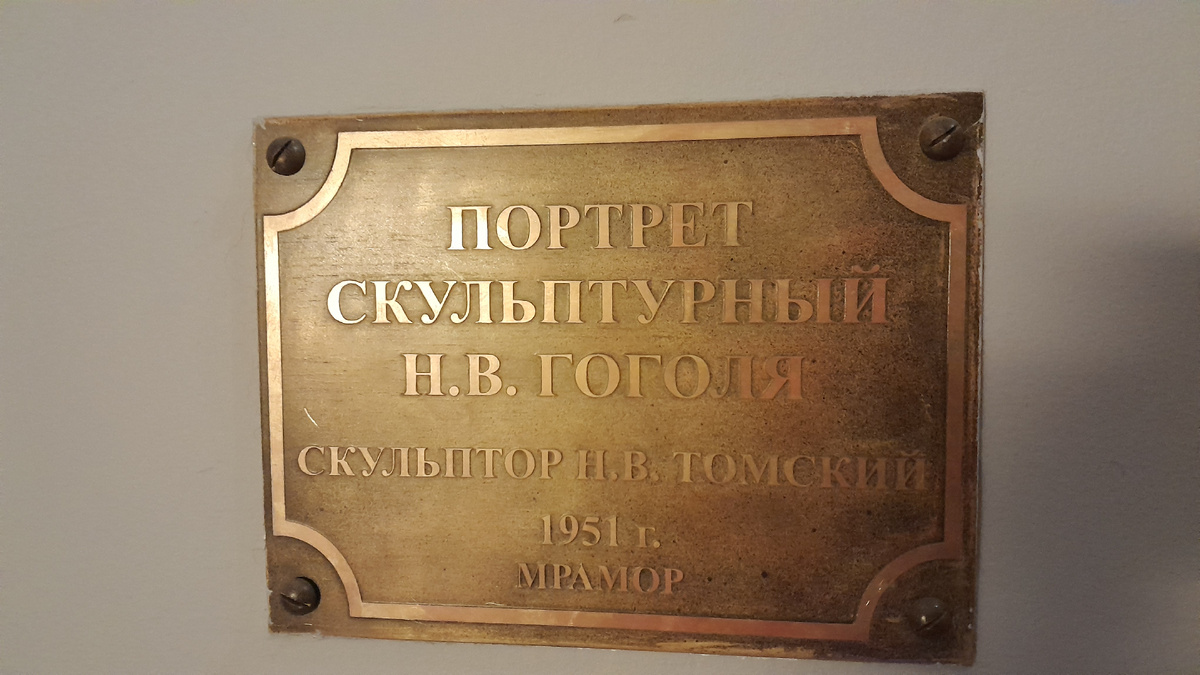 ПОРТРЕТ
СКУЛЬПТУРНЫЙ
Н.В. ГОГОЛЯ
СКУЛЬПТОР Н.В. ТОМСКИЙ
1951 г.
МРАМОР